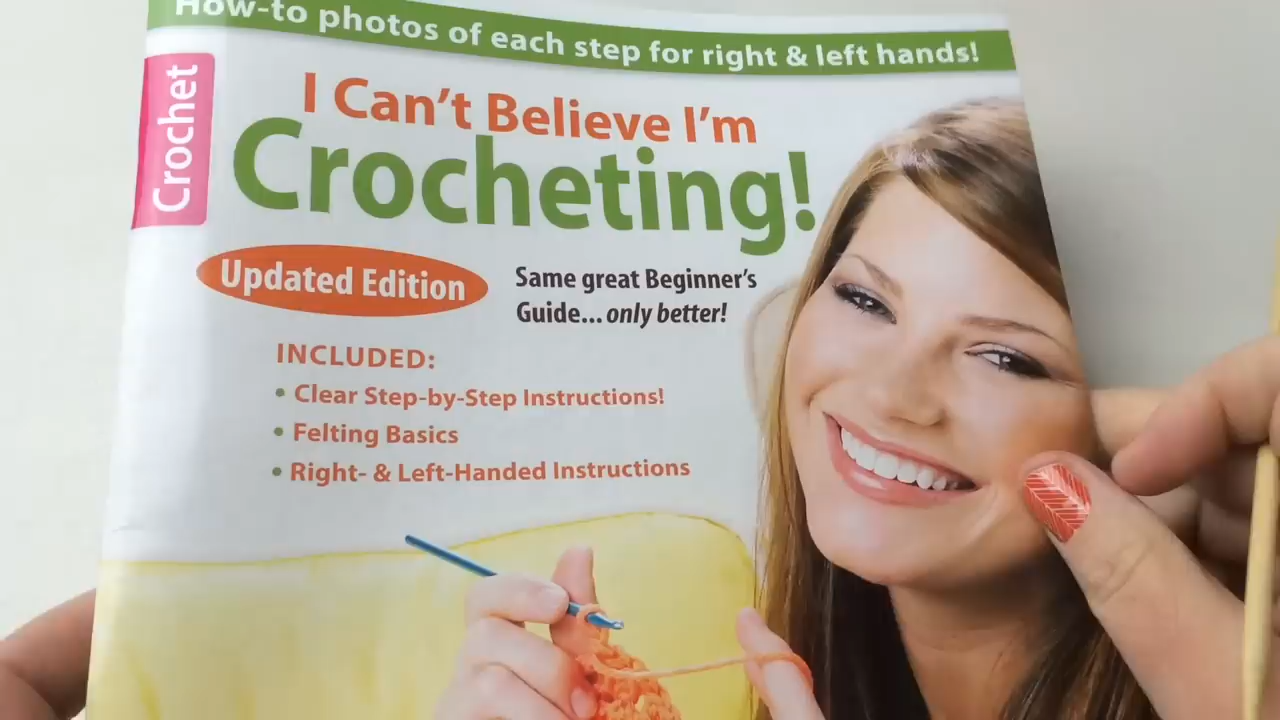 How-to photos of each step for right & left hands!
Crochet
I Can't Believe I'm
Crocheting!
Updated Edition
Same great Beginner's
Guide... only better!
INCLUDED:
• Clear Step-by-Step Instructions!
• Felting Basics
• Right- & Left-Handed Instructions